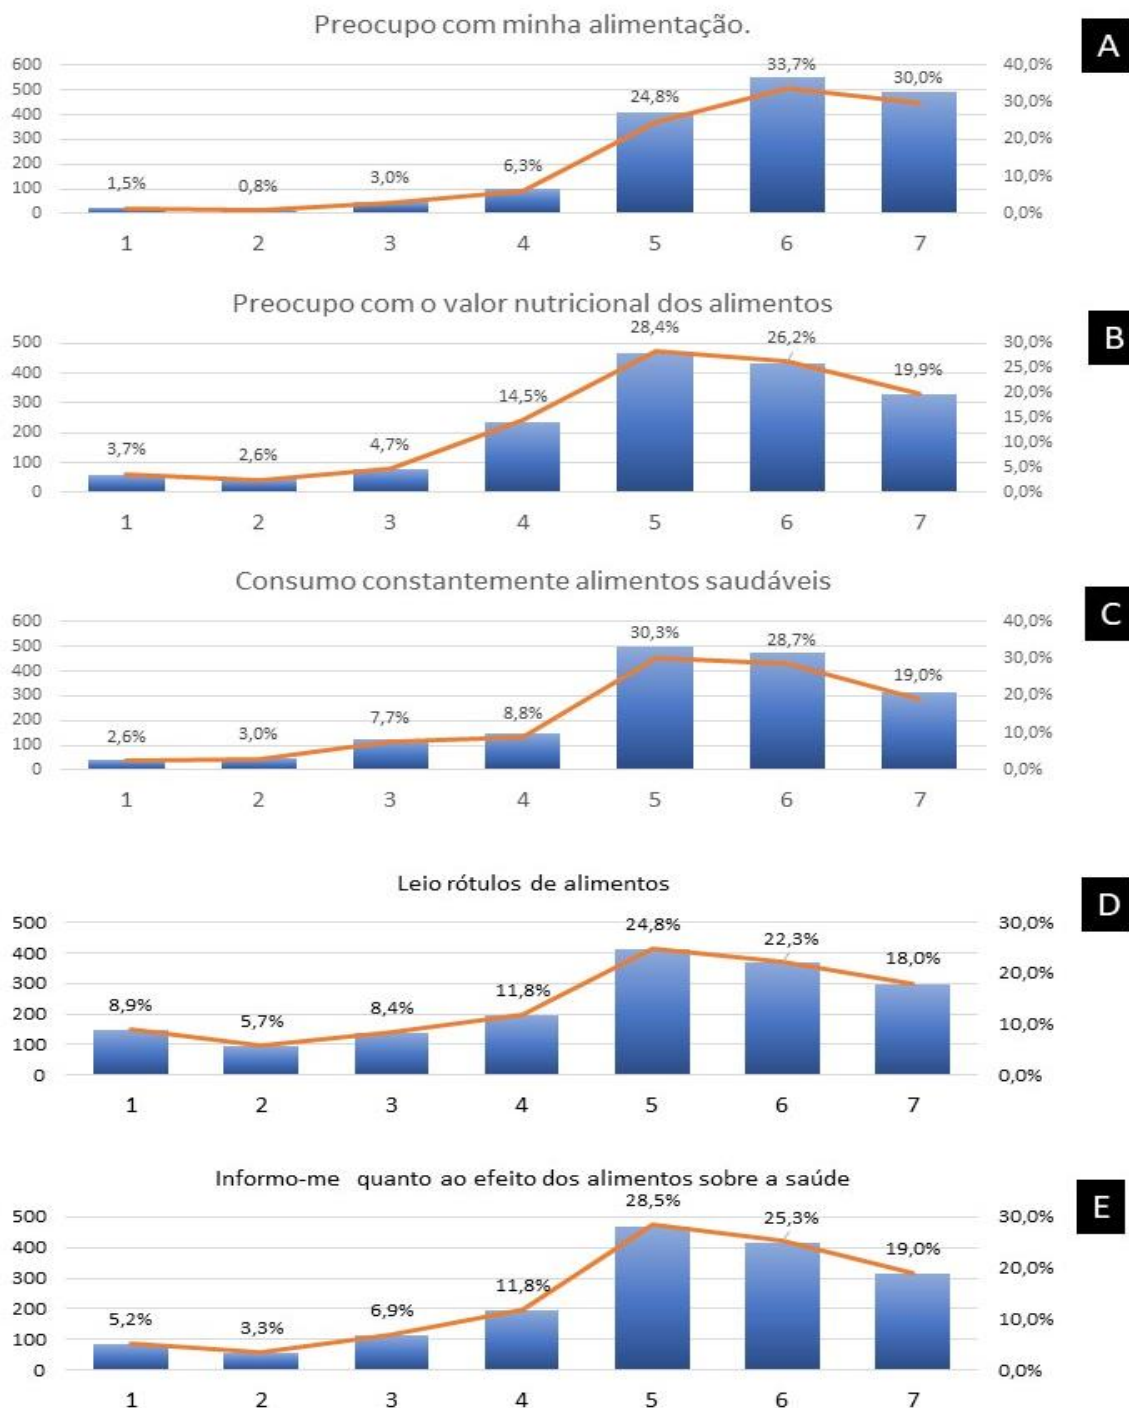 Preocupo com minha alimentação.
A
600 33,7% 40,0%
500 24,8% 30,0% 30,0%
400
300 20,0%
200 6,3%
100 1,5% 0,8% 3,0% 10,0%
0 0,0%
1 2 3 4 5 6 7
Preocupo com o valor nutricional dos alimentos
B
500 28,4% 26,2% 30,0%
400 25,0%
300 14,5% 19,9% 20,0%
200 15,0%
100 3,7% 2,6% 4,7% 10,0%
5,0%
0 0,0%
1 2 3 4 5 6 7
Consumo constantemente alimentos saudáveis
C
600 30,3% 28,7% 40,0%
500 30,0%
400 19,0%
300 20,0%
200 7,7% 8,8%
100 2,6% 3,0% 10,0%
0 0,0%
1 2 3 4 5 6 7
Leio rótulos de alimentos
D
500 24,8% 22,3% 30,0%
400 18,0%
300 20,0%
200 8,9% 5,7% 8,4% 11,8%
100 10,0%
0 0,0%
1 2 3 4 5 6 7
Informo-me quanto ao efeito dos alimentos sobre a saúde
E
500 28,5% 25,3% 30,0%
400 19,0%
300 11,8% 20,0%
200 5,2% 3,3% 6,9%
100 10,0%
0 0,0%
1 2 3 4 5 6 7